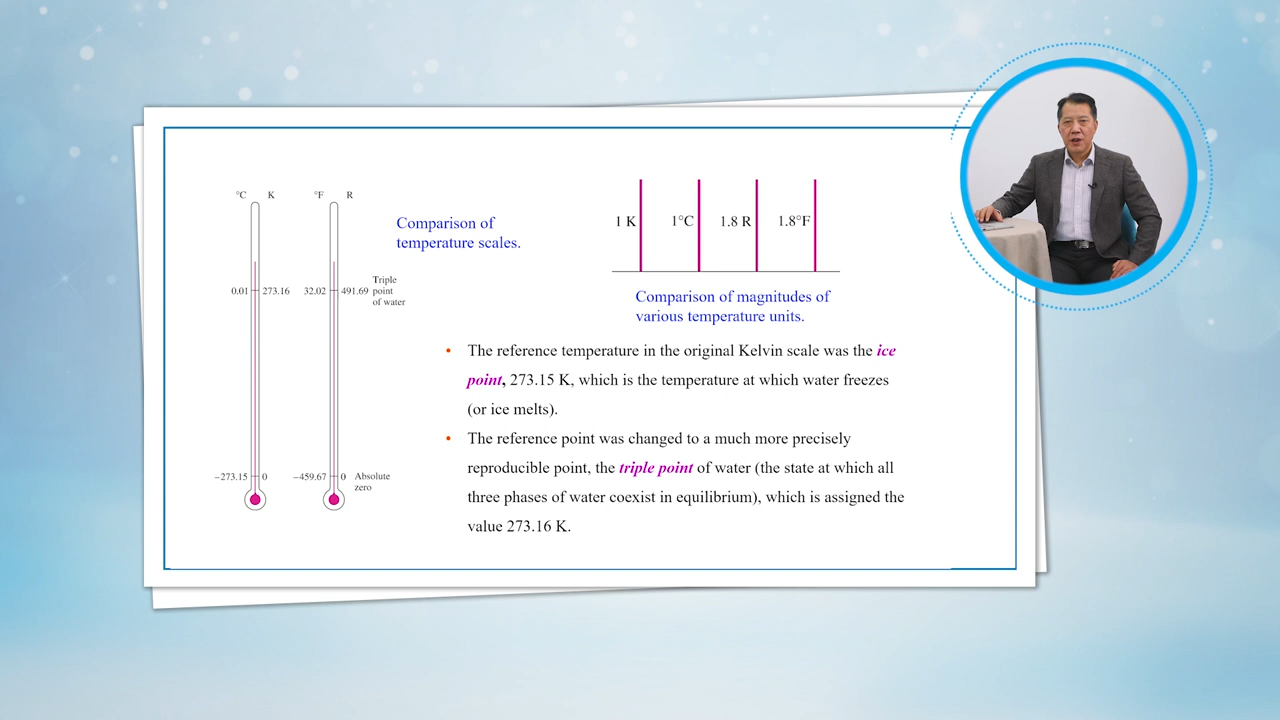 °C K °F R
Comparison of
temperature scales.
0.01 273.16 32.02 491.69 Triple
point
of water
−273.15 0 −459.67 0 Absolute
zero
1 K 1°C 1.8 R 1.8°F
Comparison of magnitudes of
various temperature units.
• The reference temperature in the original Kelvin scale was the ice
point, 273.15 K, which is the temperature at which water freezes
(or ice melts).
• The reference point was changed to a much more precisely
reproducible point, the triple point of water (the state at which all
three phases of water coexist in equilibrium), which is assigned the
value 273.16 K.